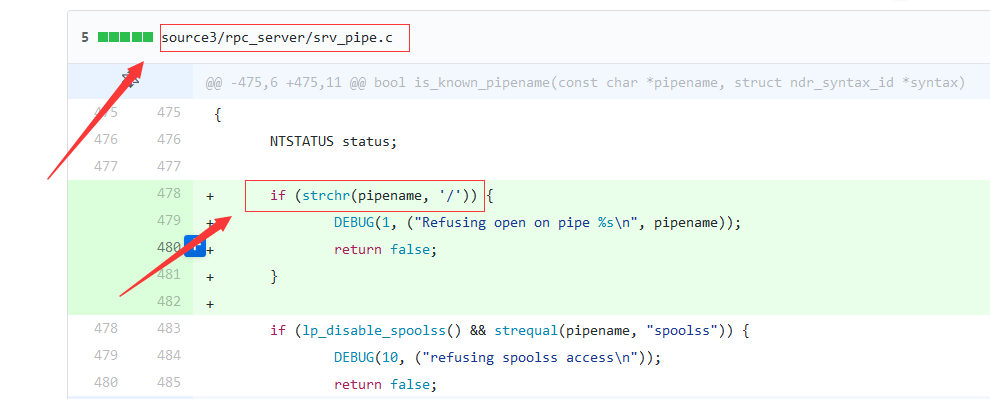 5 source3/rpc_server/srv_pipe.c
@@ -475,6 +475,11 @@ bool is_known_pipename(const char *pipename, struct ndr_syntax_id *syntax)
475 475 {
476 476 NTSTATUS status;
477 477
478 + if (strchr(pipename, '/')) {
479 + DEBUG(1, ("Refusing open on pipe %s\n", pipename));
480 + return false;
481 + }
482 +
478 483 if (lp_disable_spoolss() && strequal(pipename, "spoolss")) {
479 484 DEBUG(10, ("refusing spoolss access\n"));
480 485 return false;